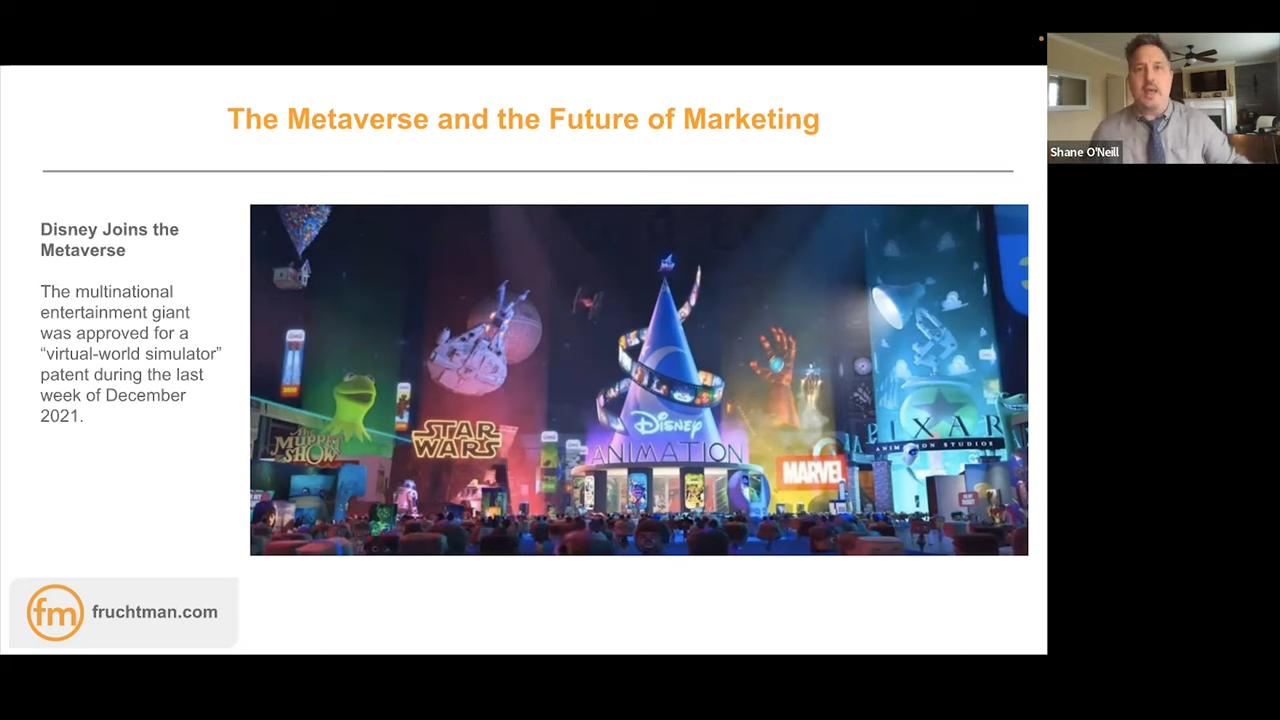 The Metaverse and the Future of Marketing
Shane O'Neill
Disney Joins the
Metaverse
The multinational
entertainment giant
was approved for a
“virtual-world simulator”
patent during the last
week of December
2021.
THE
MUPPET
SHOW
STAR
WARS
Disney
ANIMATION
MARVEL
PIXAR
ANIMATION STUDIOS
fm fruchtman.com